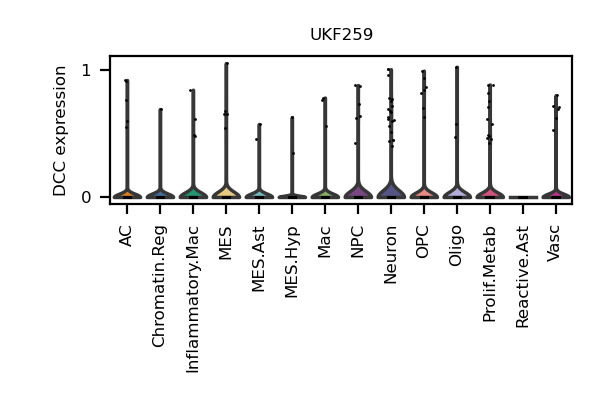 UKF259
DCC expression
1
0
AC
Chromatin.Reg
Inflammatory.Mac
MES
MES.Ast
MES.Hyp
Mac
NPC
Neuron
OPC
Oligo
Prolif.Metab
Reactive.Ast
Vasc